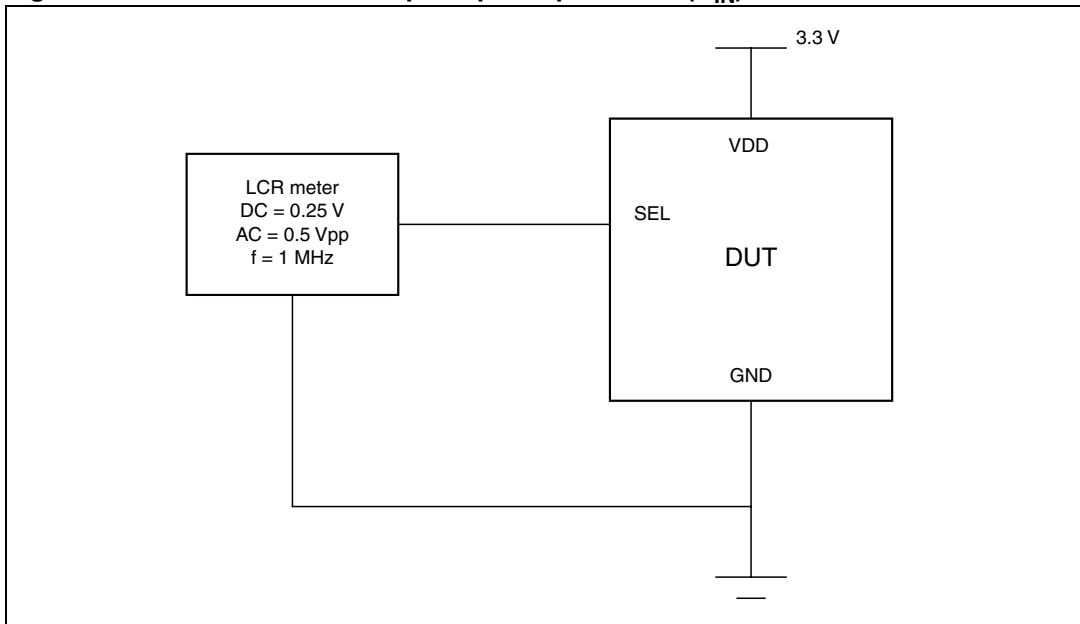 3.3 V
VDD
LCR meter
DC = 0.25 V
AC = 0.5 Vpp
f = 1 MHz
SEL
DUT
GND